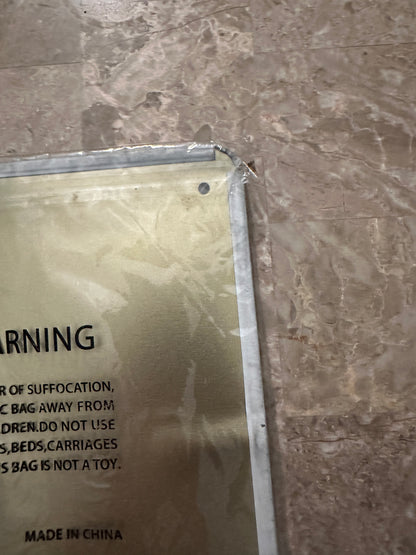 ARNING
R OF SUFFOCATION,
C BAG AWAY FROM
DREN.DO NOT USE
S,BEDS,CARRIAGES
S BAG IS NOT A TOY.
MADE IN CHINA